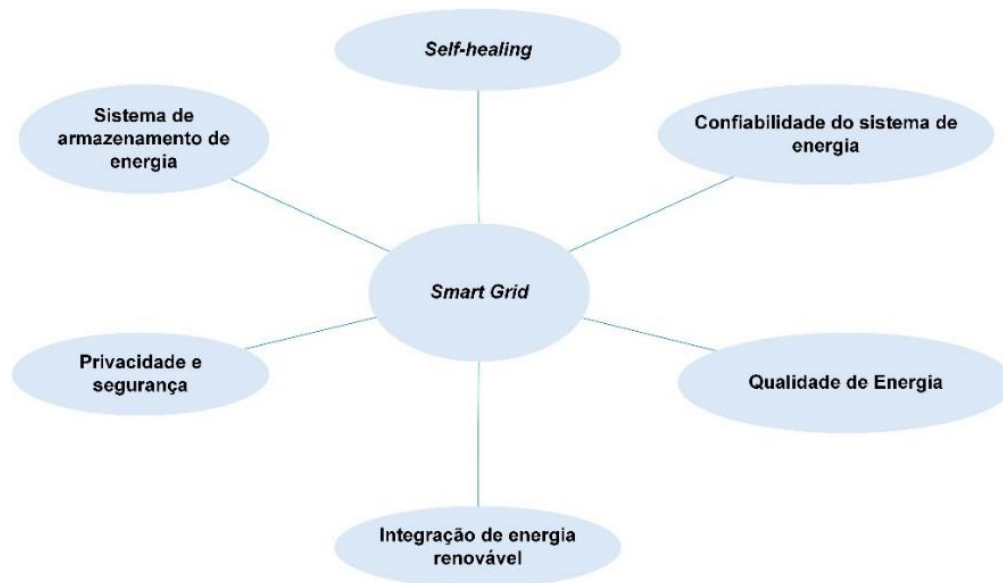 Self-healing
Sistema de
armazenamento de
energia
Confiabilidade do sistema de
energia
Smart Grid
Privacidade e
segurança
Qualidade de Energia
Integração de energia
renovável